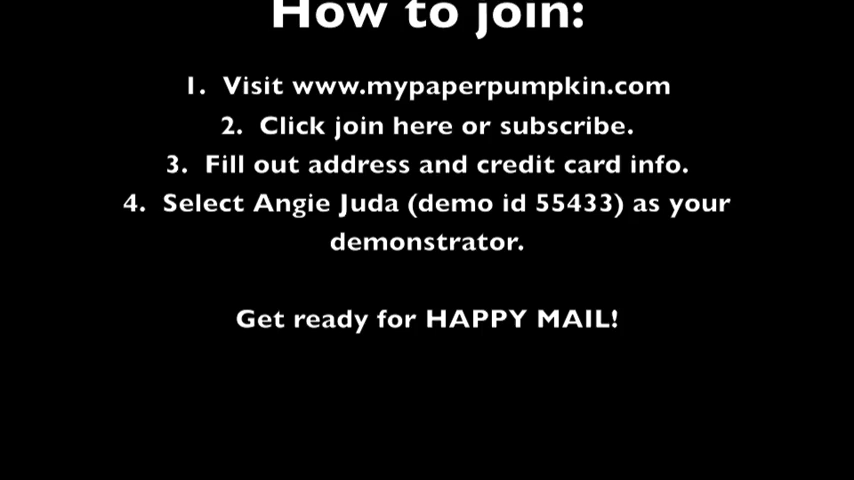 How to join:
1. Visit www.mypaperpumpkin.com
2. Click join here or subscribe.
3. Fill out address and credit card info.
4. Select Angie Juda (demo id 55433) as your
demonstrator.
Get ready for HAPPY MAIL!